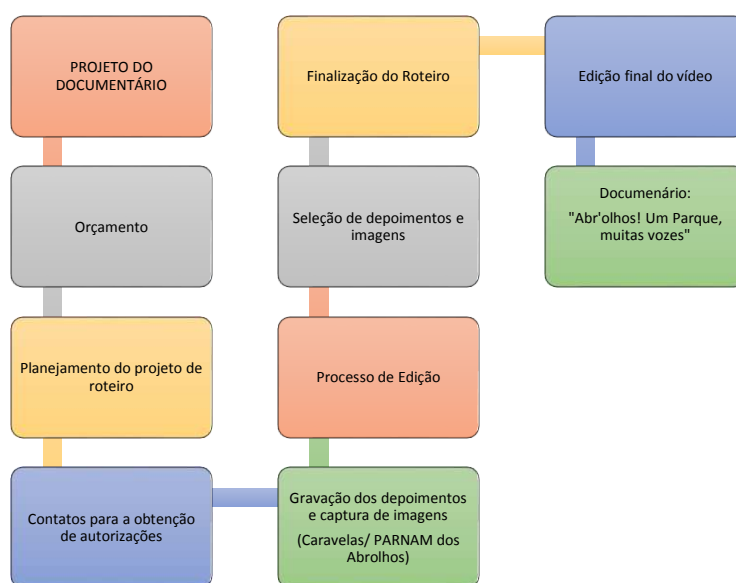 PROJETO DO
DOCUMENTÁRIO
Orçamento
Planejamento do projeto de
roteiro
Contatos para a obtenção
de autorizações
Gravação dos depoimentos
e captura de imagens
(Caravelas/ PARNAM dos
Abrolhos)
Processo de Edição
Seleção de depoimentos e
imagens
Finalização do Roteiro
Edição final do vídeo
Documenário:
"Abr'olhos! Um Parque,
muitas vozes"